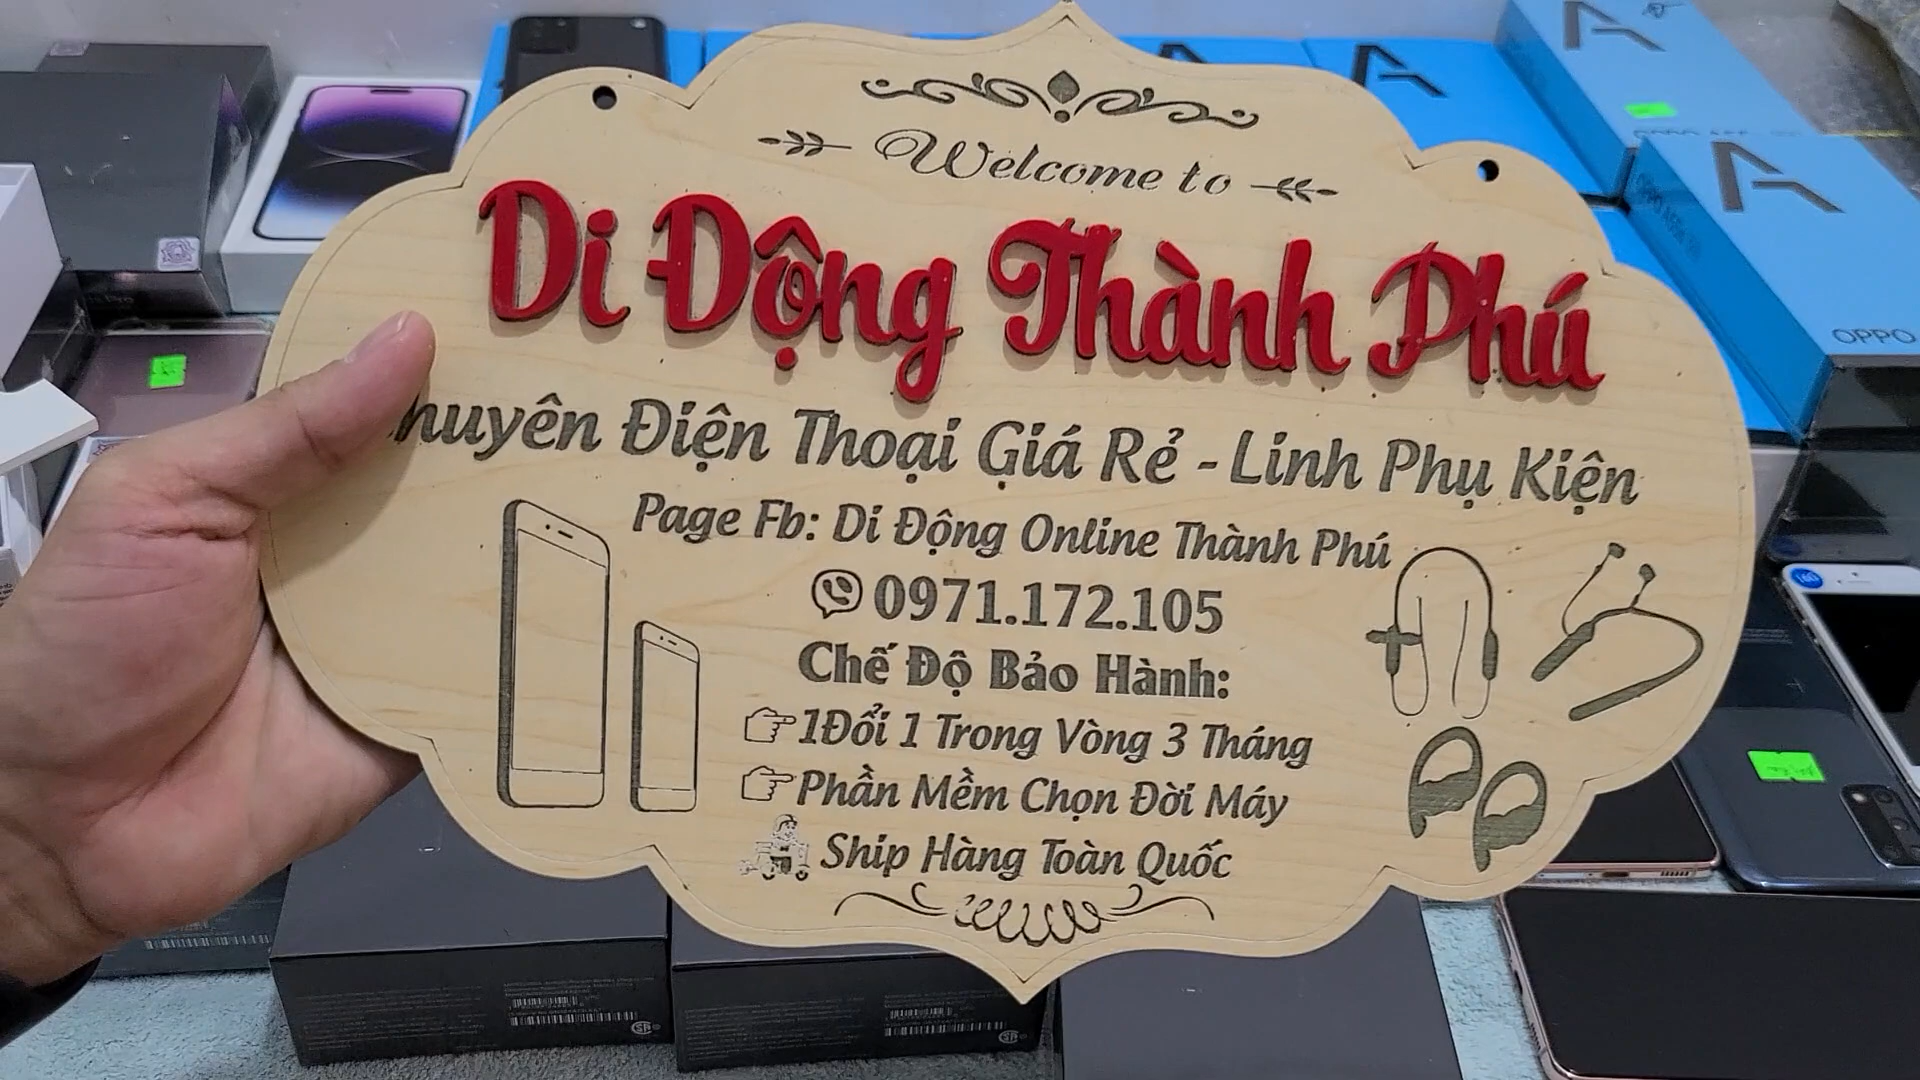 Welcome to
Di Động Thành Phú
huyên Điện Thoại Giá Rẻ - Linh Phụ Kiện
Page Fb: Di Động Online Thành Phú
0971.172.105
Chế Độ Bảo Hành:
1Đổi 1 Trong Vòng 3 Tháng
Phần Mềm Chọn Đời Máy
Ship Hàng Toàn Quốc
A
A
A
OPPO